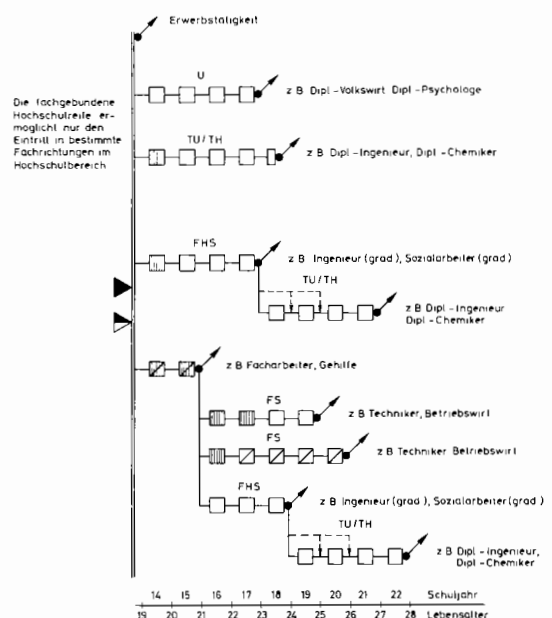 Erwerbstätigkeit
U
z B Dipl-Volkswirt Dipl-Psychologe
Die fachgebundene
Hochschulreife er-
moglicht nur den
Eintritt in bestimmte
Fachrichtungen im
Hochschulbereich
TU/TH
z B Dipl-Ingenieur, Dipl-Chemiker
FHS
z B Ingenieur (grad), Sozialarbeiter (grad)
TU/TH
z B Dipl-Ingenieur
Dipl-Chemiker
z B Facharbeiter, Gehilfe
FS
z B Techniker, Betriebswirt
FS
z B Techniker Betriebswirt
FHS
z B Ingenieur (grad), Sozialarbeiter (grad)
TU/TH
z B Dipl-Ingenieur,
Dipl-Chemiker
14 15 16 17 18 19 20 21 22 Schuljahr
19 20 21 22 23 24 25 26 27 28 Lebensalter